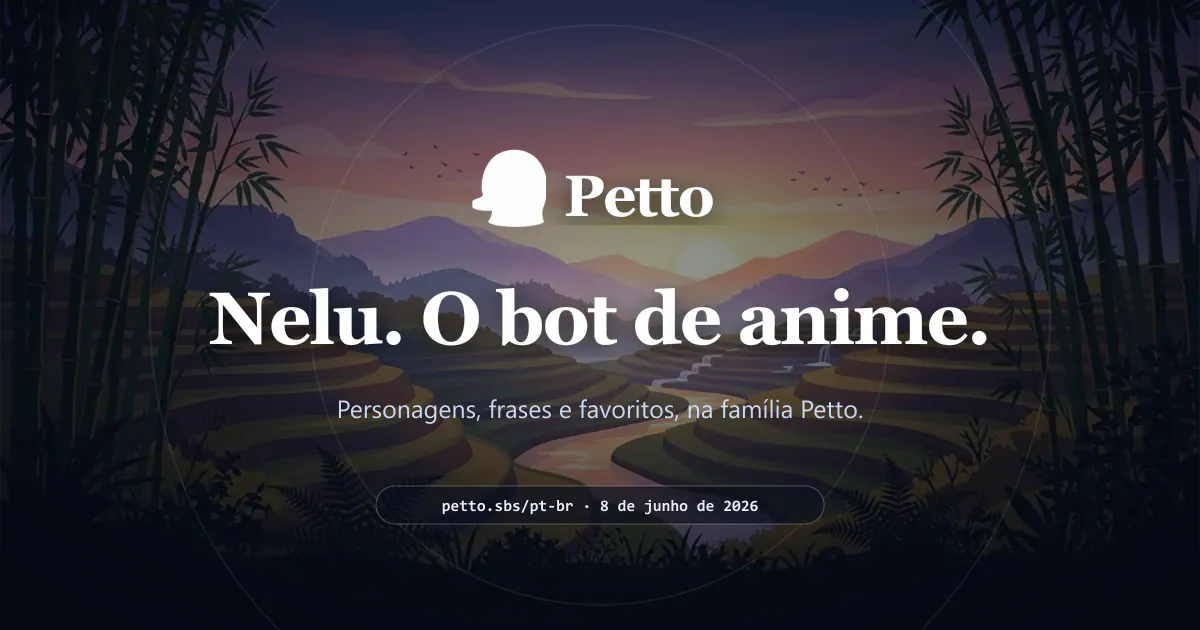 Petto
Nelu. O bot de anime.
Personagens, frases e favoritos, na família Petto.
petto.sbs/pt-br · 8 de junho de 2026